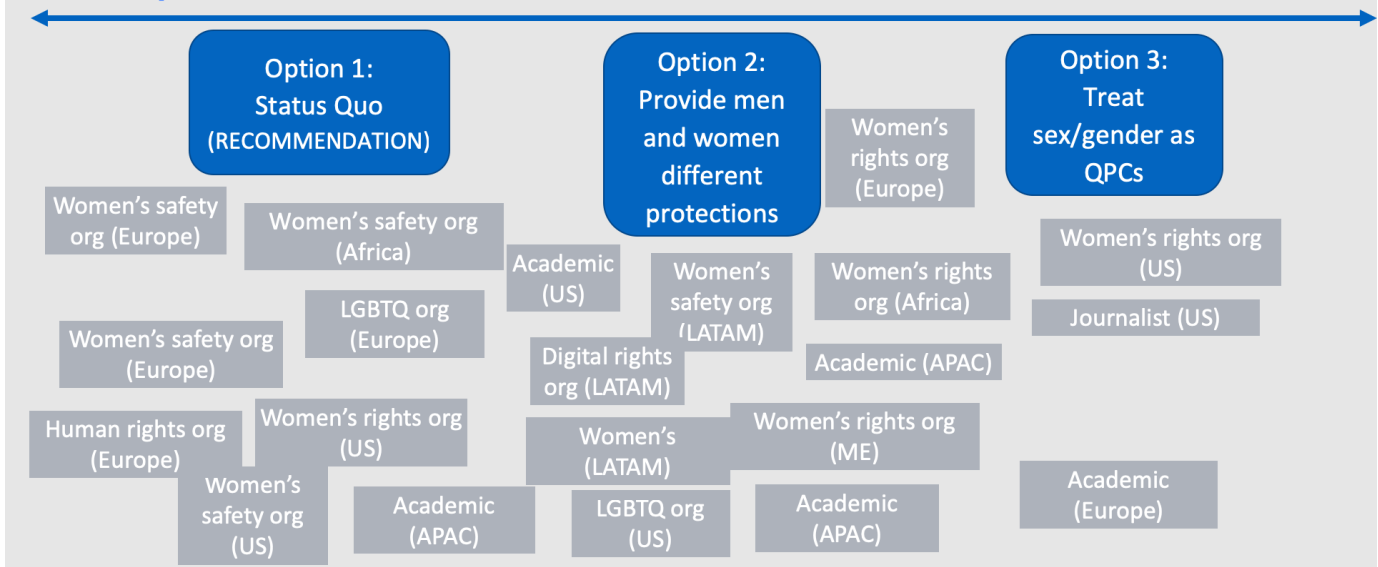 Option 1:
Status Quo
(RECOMMENDATION)
Option 2:
Provide men
and women
different
protections
Option 3:
Treat
sex/gender as
QPCs
Women's
rights org
(Europe)
Women's safety
org (Europe)
Women's safety org
(Africa)
Academic
(US)
Women's
safety org
(LATAM)
Women's rights
org (Africa)
Women's rights org
(US)
LGBTQ org
(Europe)
Journalist (US)
Women's safety org
(Europe)
Digital rights
org (LATAM)
Academic (APAC)
Human rights org
(Europe)
Women's rights org
(US)
Women's
(LATAM)
Women's rights org
(ME)
Women's
safety org
(US)
Academic
(APAC)
LGBTQ org
(US)
Academic
(APAC)
Academic
(Europe)